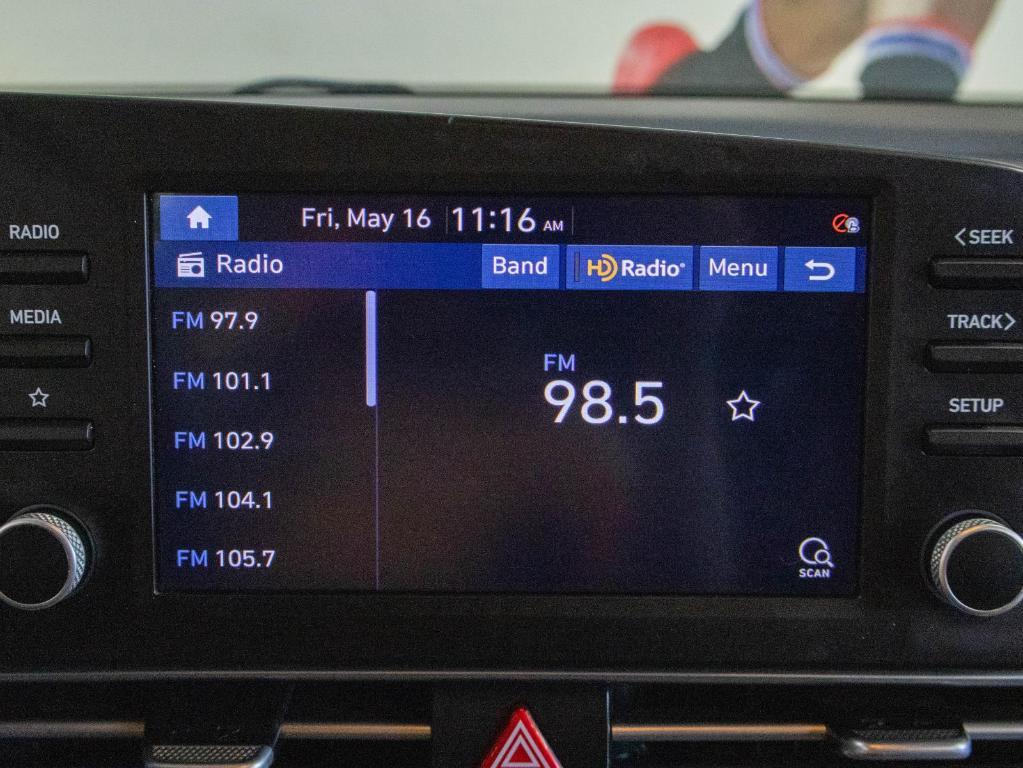 RADIO
MEDIA
Fri, May 16 11:16 AM
Radio Band HD Radio® Menu
FM 97.9
FM 101.1
FM 102.9
FM 104.1
FM 105.7
FM
98.5
SCAN
<SEEK
TRACK>
SETUP